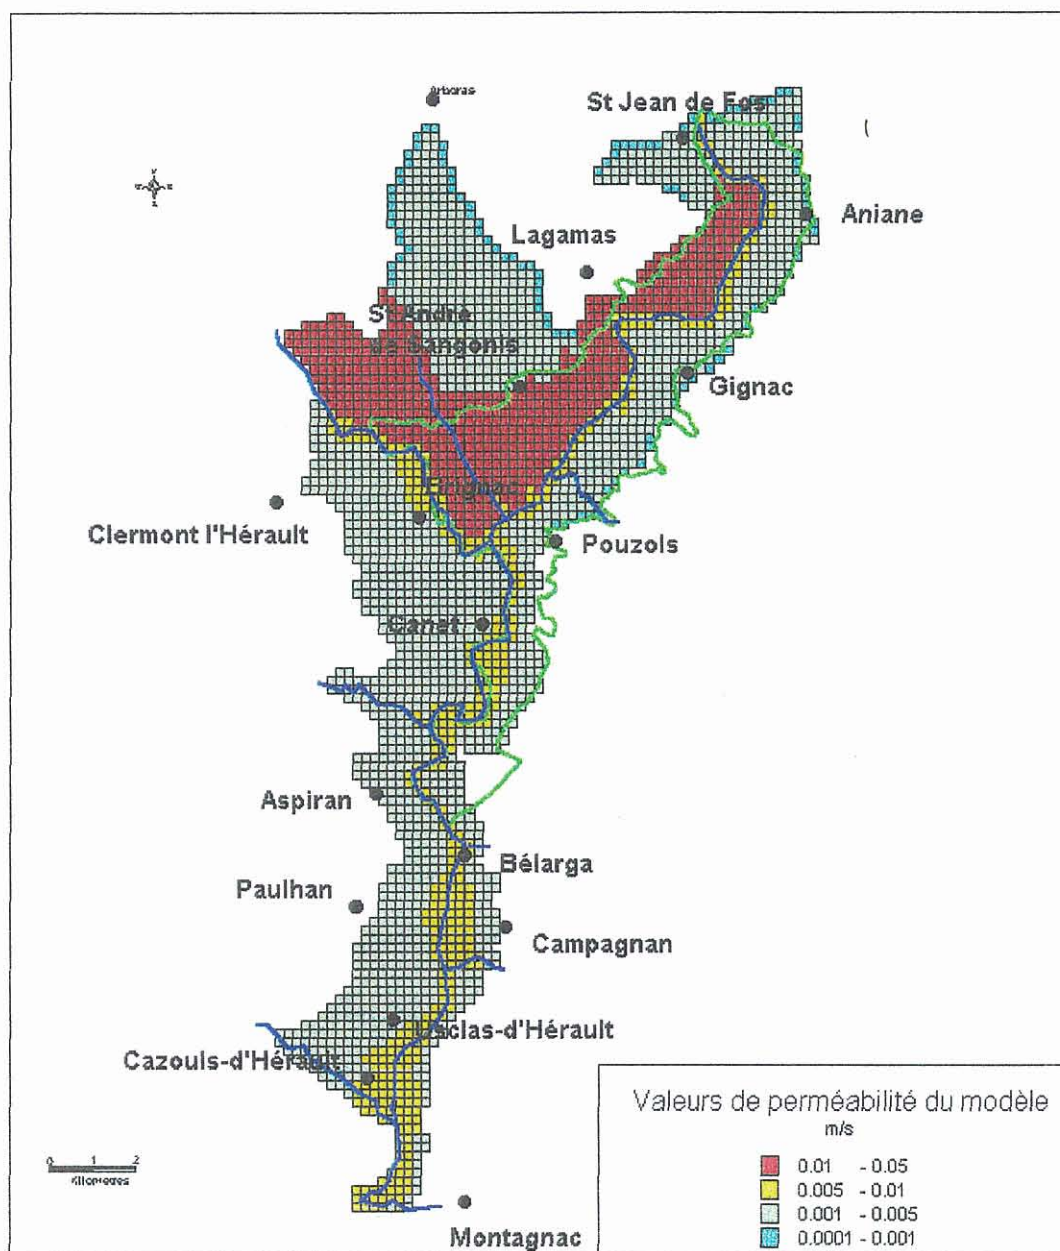 Arboras
St Jean de Fos
Aniane
Lagamas
St André
de Sangonis
Gignac
Clermont l'Hérault
Pouzols
Canet
Aspiran
Bélarga
Paulhan
Campagnan
Usclas-d'Hérault
Cazouls-d'Hérault
Montagnac
0 1 2
Kilometres
Valeurs de perméabilité du modèle
m/s
0.01 - 0.05
0.005 - 0.01
0.001 - 0.005
0.0001 - 0.001